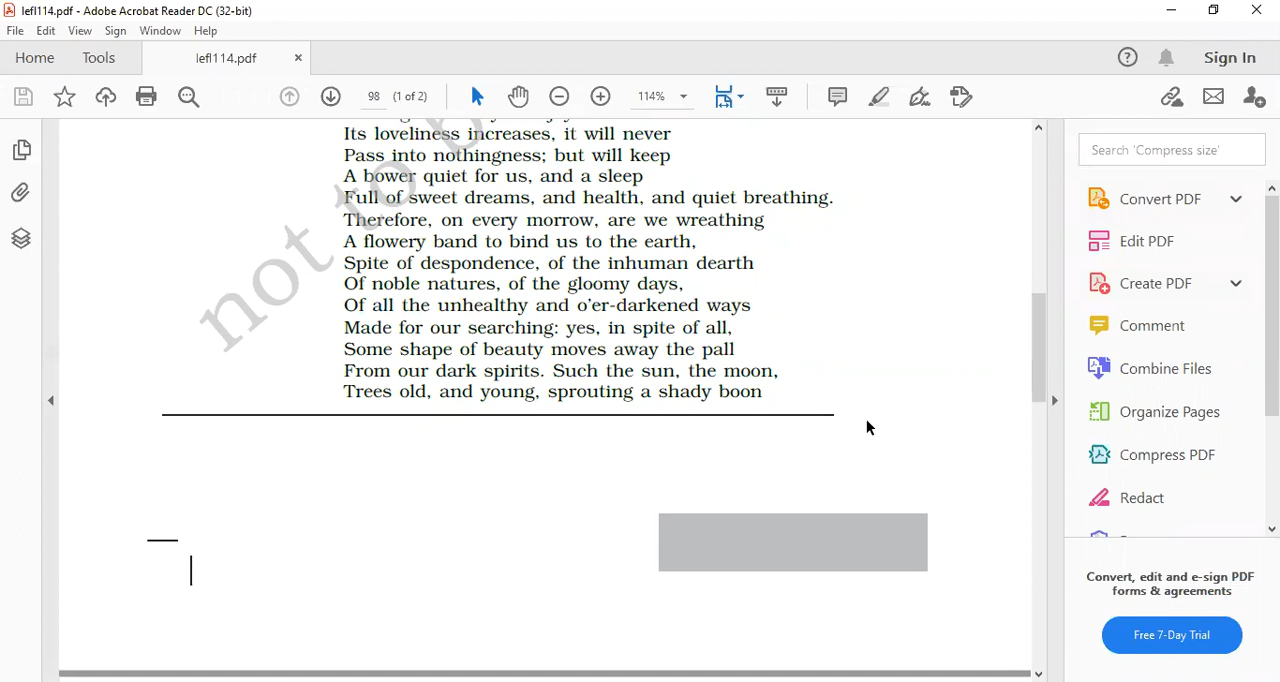 lefl114.pdf - Adobe Acrobat Reader DC (32-bit)
File Edit View Sign Window Help
Home Tools lefl114.pdf × Sign In
98 (1 of 2) 114%
Its loveliness increases, it will never
Pass into nothingness; but will keep
A bower quiet for us, and a sleep
Full of sweet dreams, and health, and quiet breathing.
Therefore, on every morrow, are we wreathing
A flowery band to bind us to the earth,
Spite of despondence, of the inhuman dearth
Of noble natures, of the gloomy days,
Of all the unhealthy and o'er-darkened ways
Made for our searching: yes, in spite of all,
Some shape of beauty moves away the pall
From our dark spirits. Such the sun, the moon,
Trees old, and young, sprouting a shady boon
not to
Search 'Compress size'
Convert PDF
Edit PDF
Create PDF
Comment
Combine Files
Organize Pages
Compress PDF
Redact
Convert, edit and e-sign PDF
forms & agreements
Free 7-Day Trial